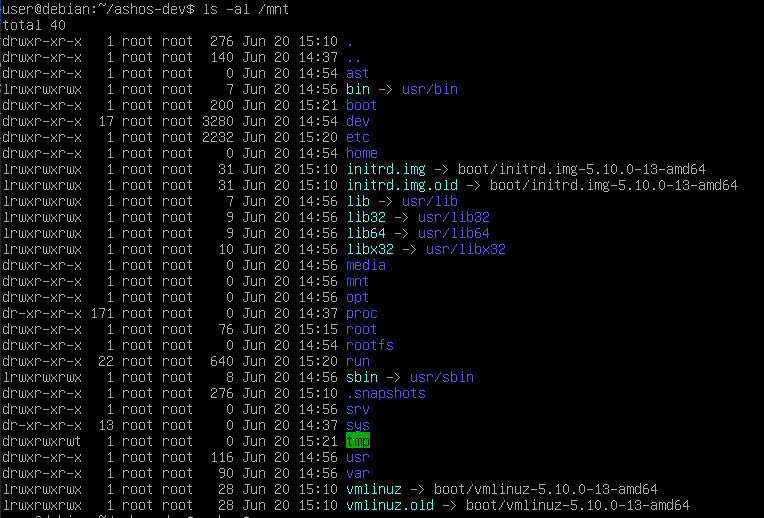 user@debian:~/ashos-dev$ ls -al /mnt
total 40
drwxr-xr-x   1 root root  276 Jun 20 15:10 .
drwxr-xr-x   1 root root  140 Jun 20 14:37 ..
drwxr-xr-x   1 root root    0 Jun 20 14:54 ast
lrwxrwxrwx   1 root root    7 Jun 20 14:56 bin -> usr/bin
drwxr-xr-x   1 root root  200 Jun 20 15:21 boot
drwxr-xr-x  17 root root 3280 Jun 20 14:54 dev
drwxr-xr-x   1 root root 2232 Jun 20 15:20 etc
drwxr-xr-x   1 root root    0 Jun 20 14:54 home
lrwxrwxrwx   1 root root   31 Jun 20 15:10 initrd.img -> boot/initrd.img-5.10.0-13-amd64
lrwxrwxrwx   1 root root   31 Jun 20 15:10 initrd.img.old -> boot/initrd.img-5.10.0-13-amd64
lrwxrwxrwx   1 root root    7 Jun 20 14:56 lib -> usr/lib
lrwxrwxrwx   1 root root    9 Jun 20 14:56 lib32 -> usr/lib32
lrwxrwxrwx   1 root root    9 Jun 20 14:56 lib64 -> usr/lib64
lrwxrwxrwx   1 root root   10 Jun 20 14:56 libx32 -> usr/libx32
drwxr-xr-x   1 root root    0 Jun 20 14:56 media
drwxr-xr-x   1 root root    0 Jun 20 14:56 mnt
drwxr-xr-x   1 root root    0 Jun 20 14:56 opt
dr-xr-xr-x 171 root root    0 Jun 20 14:37 proc
drwxr-xr-x   1 root root   76 Jun 20 15:15 root
drwxr-xr-x   1 root root    0 Jun 20 14:54 rootfs
drwxr-xr-x  22 root root  640 Jun 20 15:20 run
lrwxrwxrwx   1 root root    8 Jun 20 14:56 sbin -> usr/sbin
drwxr-xr-x   1 root root  276 Jun 20 15:10 .snapshots
drwxr-xr-x   1 root root    0 Jun 20 14:56 srv
dr-xr-xr-x  13 root root    0 Jun 20 14:37 sys
drwxrwxrwt   1 root root    0 Jun 20 15:21 tmp
drwxr-xr-x   1 root root  116 Jun 20 14:56 usr
drwxr-xr-x   1 root root   90 Jun 20 14:56 var
lrwxrwxrwx   1 root root   28 Jun 20 15:10 vmlinuz -> boot/vmlinuz-5.10.0-13-amd64
lrwxrwxrwx   1 root root   28 Jun 20 15:10 vmlinuz.old -> boot/vmlinuz-5.10.0-13-amd64